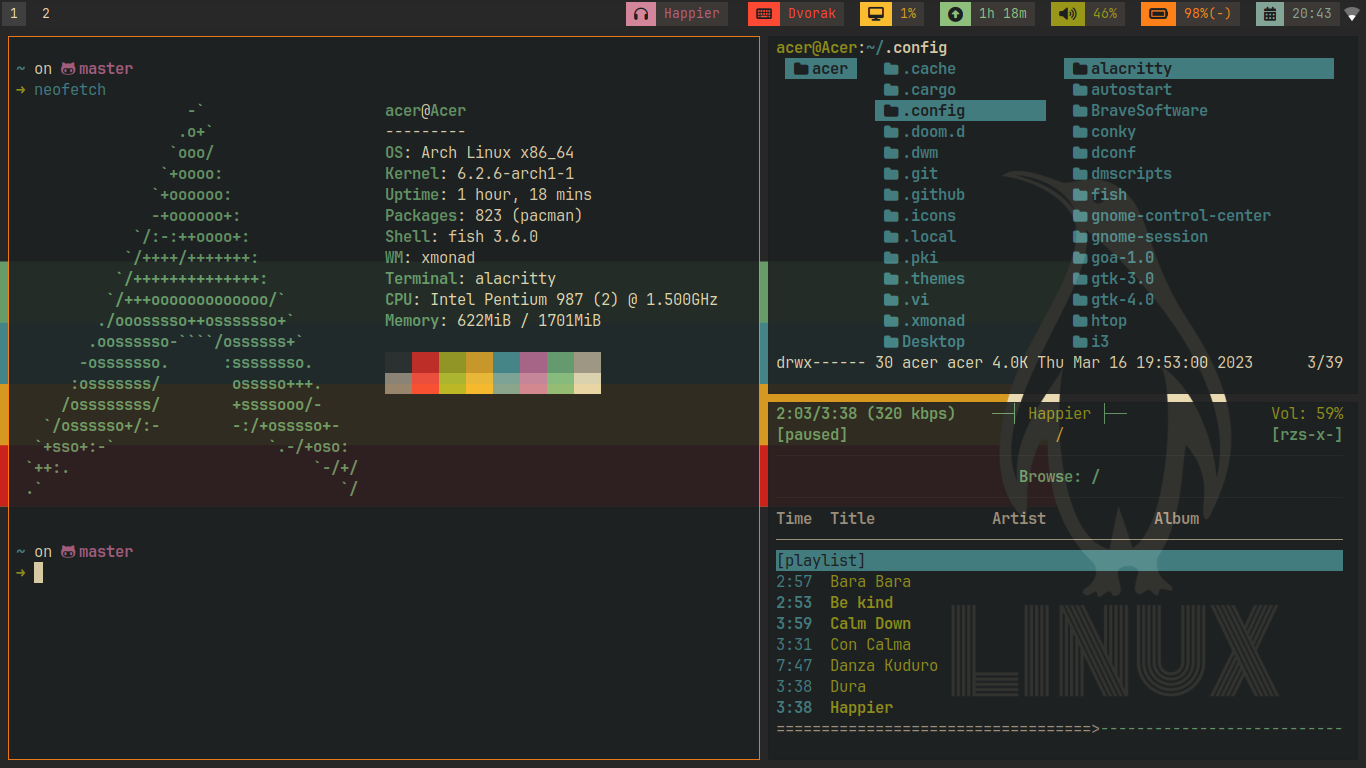 1 2 Happier Dvorak 1% 1h 18m 46% 98%(-) 20:43
~ on master
→ neofetch
-`
.o+`
`ooo/
`+oooo:
`+oooooo:
-+oooooo+:
`/:-:++oooo+:
`/++++/+++++++:
`/++++++++++++++:
`/+++ooooooooooooo/`
./ooosssso++osssssso+`
.oossssso-````/ossssss+`
-osssssso. :ssssssso.
:osssssss/ osssso+++.
/ossssssss/ +ssssooo/-
`/ossssso+/:- -:/+osssso+-
`+sso+:-` `.-/+oso:
`++:. `-/+/
.` `/
acer@Acer
---------
OS: Arch Linux x86_64
Kernel: 6.2.6-arch1-1
Uptime: 1 hour, 18 mins
Packages: 823 (pacman)
Shell: fish 3.6.0
WM: xmonad
Terminal: alacritty
CPU: Intel Pentium 987 (2) @ 1.500GHz
Memory: 622MiB / 1701MiB
~ on master
→
acer@Acer:~/.config
acer
.cache
.cargo
.config
.doom.d
.dwm
.git
.github
.icons
.local
.pki
.themes
.vi
.xmonad
Desktop
alacritty
autostart
BraveSoftware
conky
dconf
dmscripts
fish
gnome-control-center
gnome-session
goa-1.0
gtk-3.0
gtk-4.0
htop
i3
drwx------ 30 acer acer 4.0K Thu Mar 16 19:53:00 2023 3/39
2:03/3:38 (320 kbps) ──┤ Happier ├── Vol: 59%
[paused] / [rzs-x-]
Browse: /
Time Title Artist Album
[playlist]
2:57 Bara Bara
2:53 Be kind
3:59 Calm Down
3:31 Con Calma
7:47 Danza Kuduro
3:38 Dura
3:38 Happier
===================================>---------------------------
LINUX